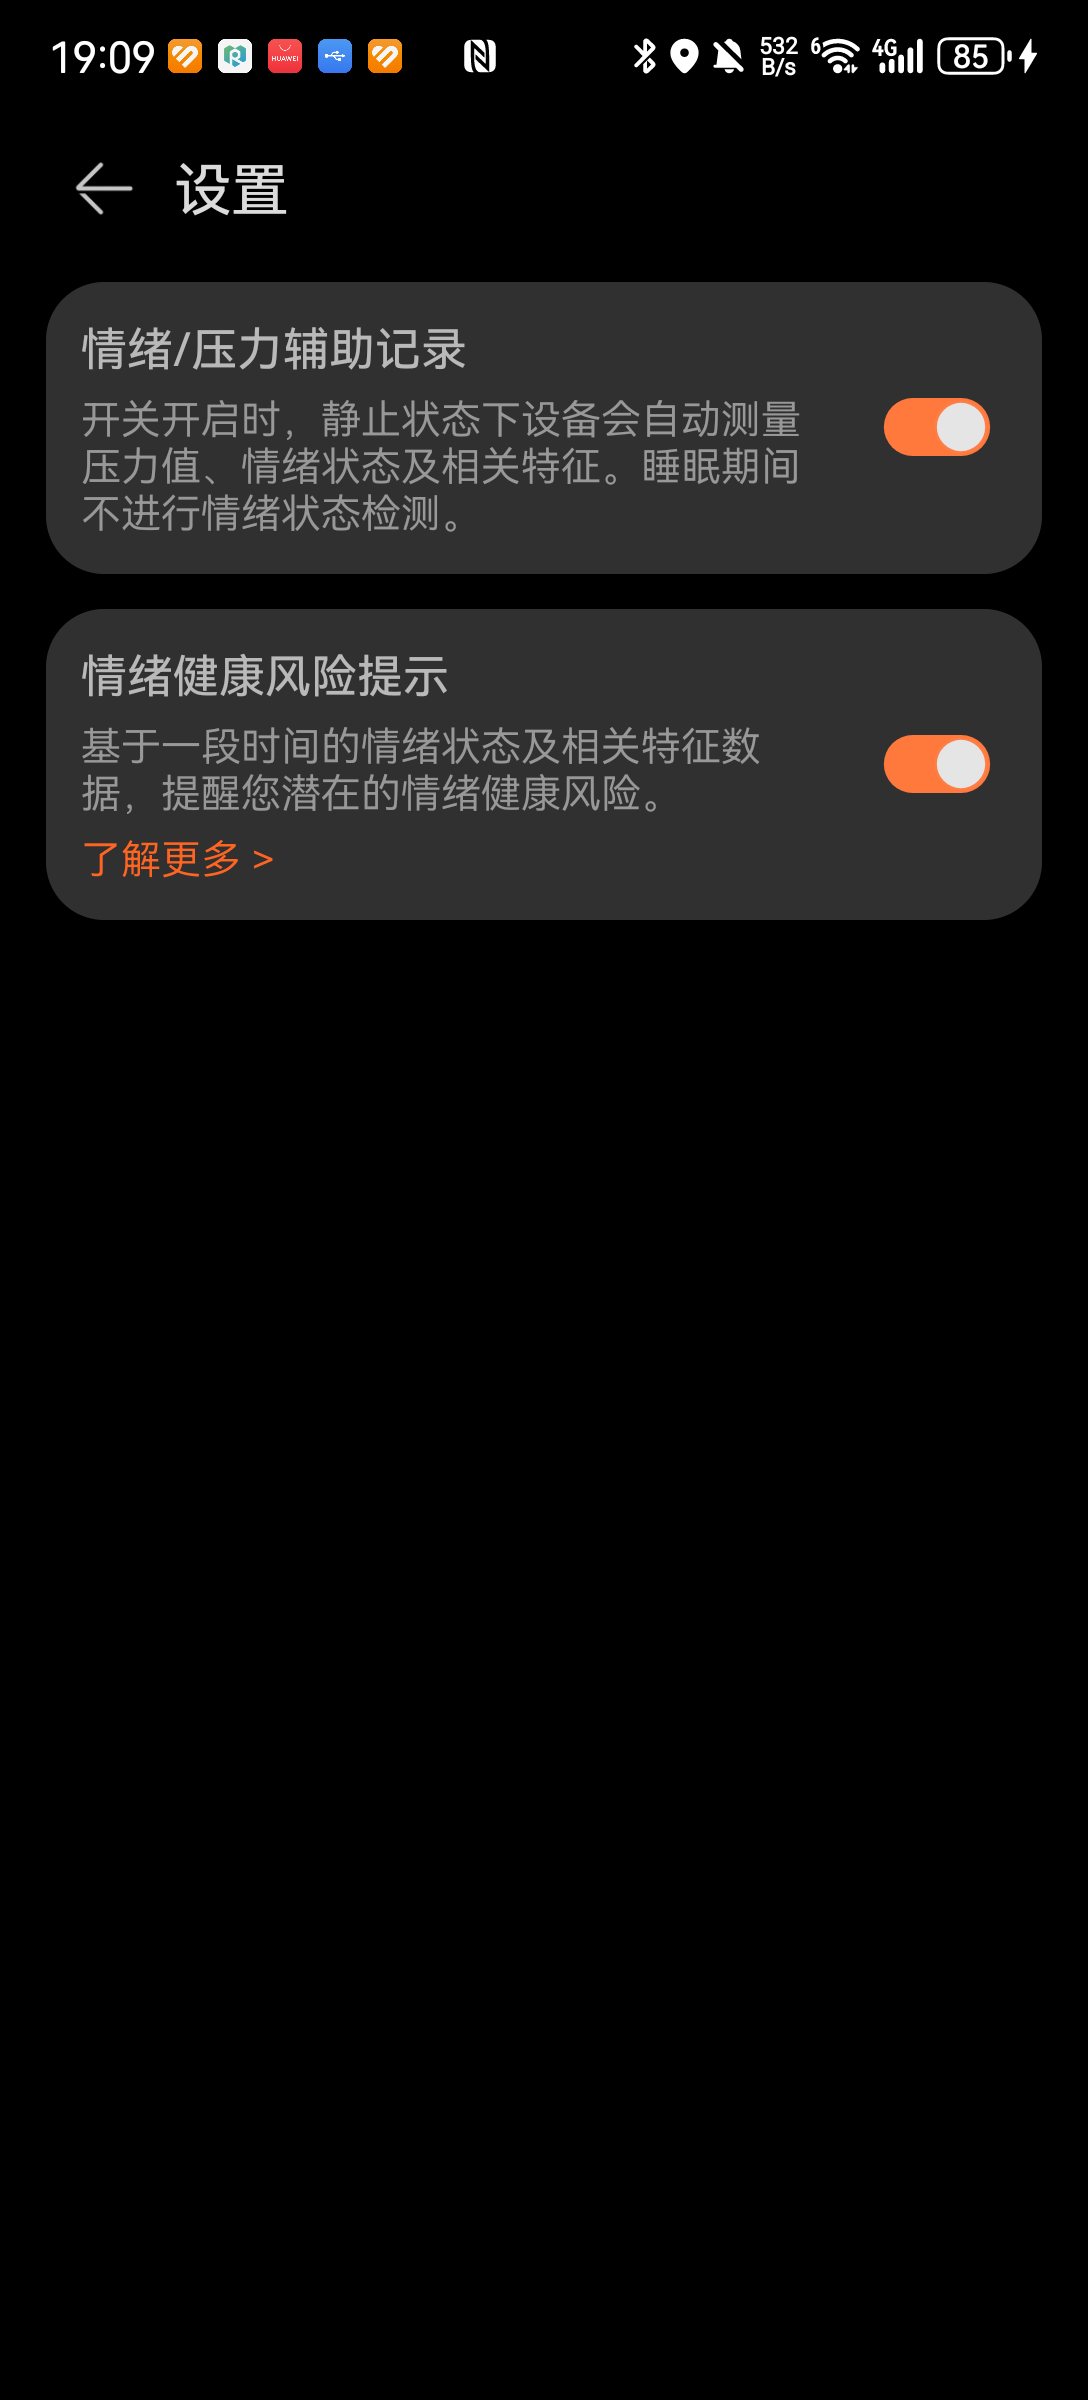 19:09
HUAWEI
532
B/s
6
4G
85
设置
情绪/压力辅助记录
开关开启时，静止状态下设备会自动测量
压力值、情绪状态及相关特征。睡眠期间
不进行情绪状态检测。
情绪健康风险提示
基于一段时间的情绪状态及相关特征数
据，提醒您潜在的情绪健康风险。
了解更多 >